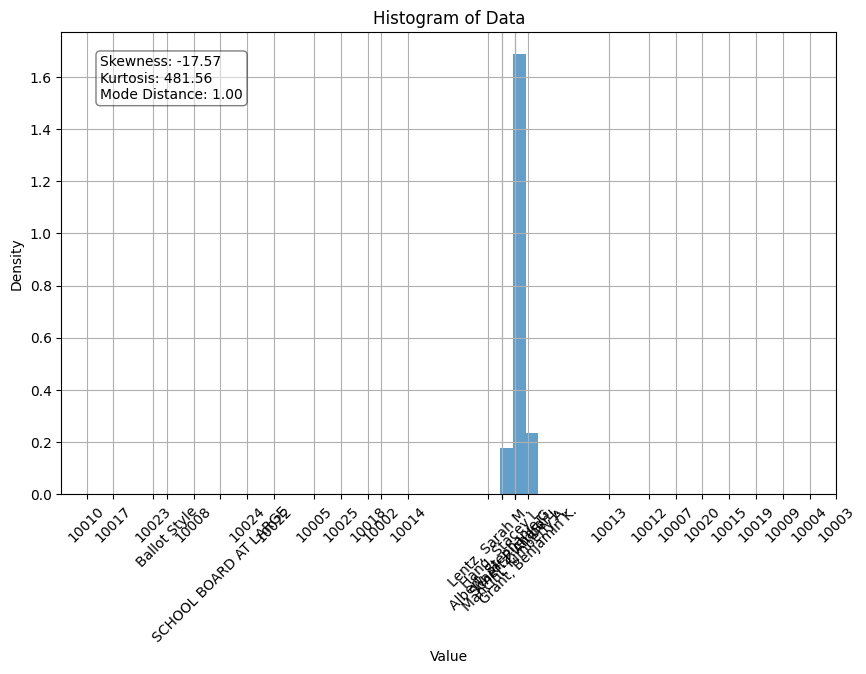 Histogram of Data
Skewness: -17.57
Kurtosis: 481.56
Mode Distance: 1.00
Density
1.6
1.4
1.2
1.0
0.8
0.6
0.4
0.2
0.0
10010
10017
10023
Ballot Style
10008
SCHOOL BOARD AT LARGE
10024
10022
10005
10025
10018
10002
10014
Lentz, Sarah M
Grant, Benjamin K.
10013
10012
10007
10020
10015
10019
10009
10004
10003
Value